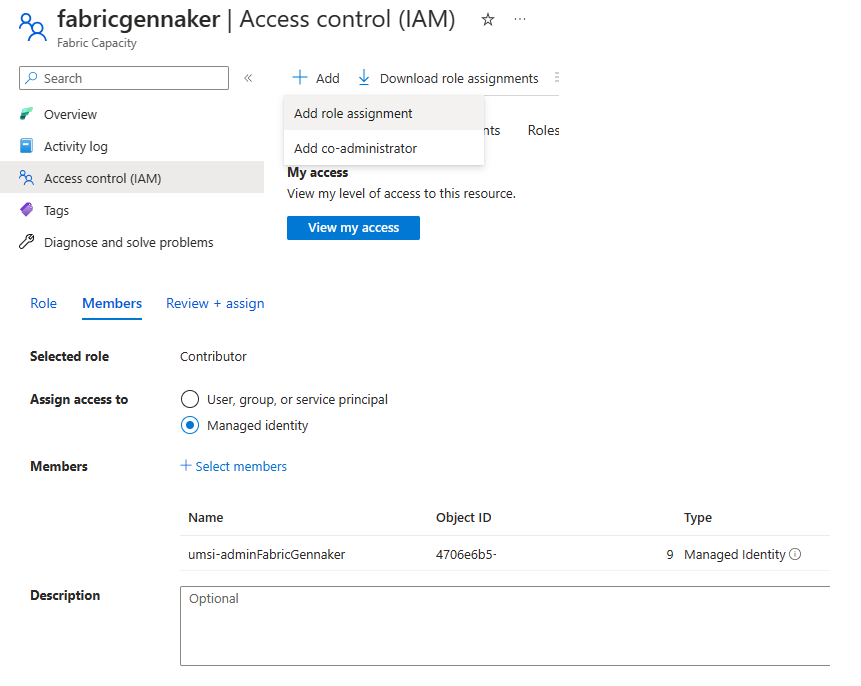 fabricgennaker | Access control (IAM)
Fabric Capacity
Search
Add
Download role assignments
Overview
Add role assignment
Activity log
nts
Roles
Add co-administrator
Access control (IAM)
My access
View my level of access to this resource.
Tags
View my access
Diagnose and solve problems
Role
Members
Review + assign
Selected role
Contributor
Assign access to
User, group, or service principal
Managed identity
Members
+ Select members
Name
Object ID
Type
umsi-adminFabricGennaker
4706e6b5-
9
Managed Identity
Description
Optional